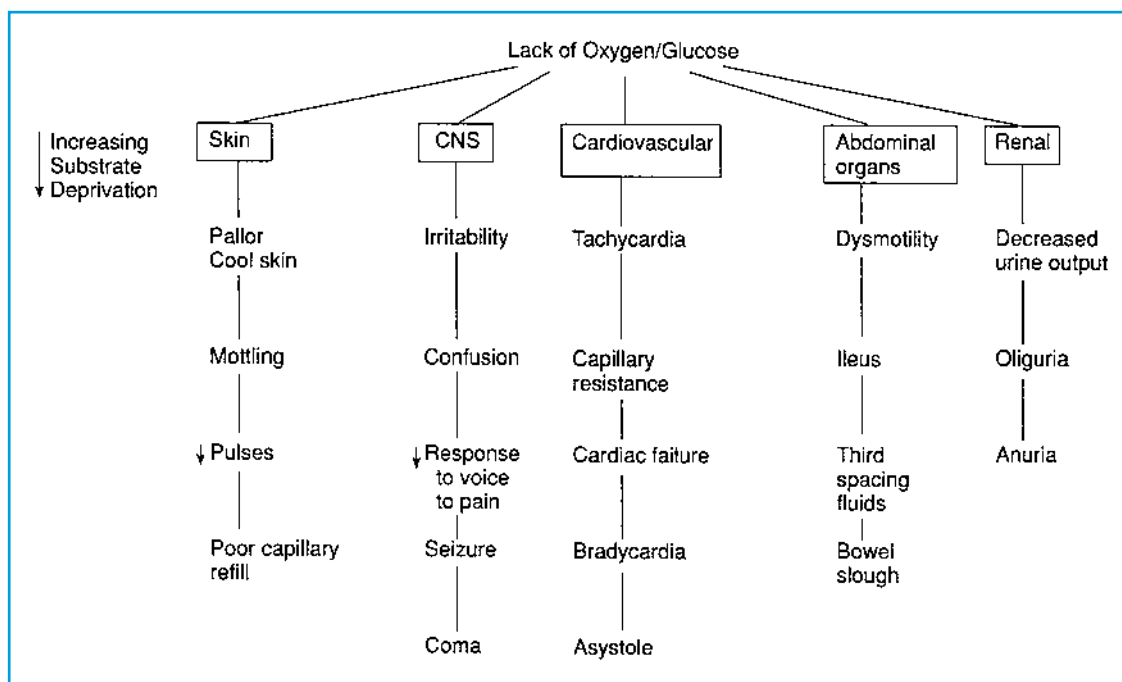 Lack of Oxygen/Glucose
↓ Increasing
Substrate
Deprivation
Skin
CNS
Cardiovascular
Abdominal
organs
Renal
Pallor
Cool skin
Irritability
Tachycardia
Dysmotility
Decreased
urine output
Mottling
Confusion
Capillary
resistance
Ileus
Oliguria
↓ Pulses
↓ Response
to voice
to pain
Cardiac failure
Third
spacing
fluids
Anuria
Poor capillary
refill
Seizure
Bradycardia
Bowel
slough
Coma
Asystole